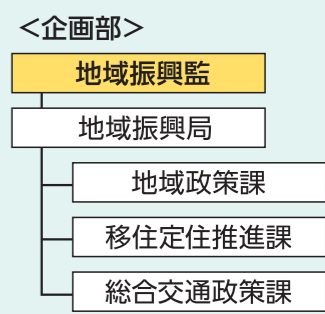 ＜企画部＞
地域振興監
地域振興局
地域政策課
移住定住推進課
総合交通政策課